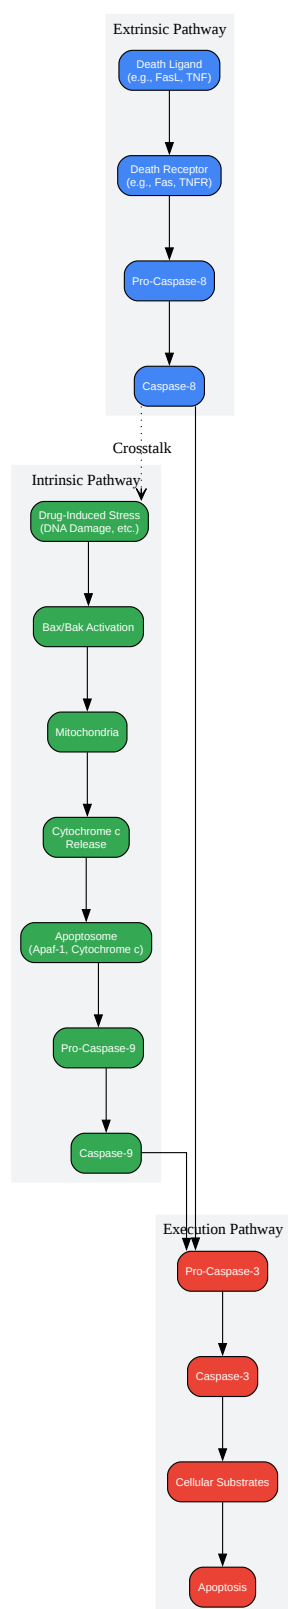 Extrinsic Pathway
Death Ligand
(e.g., FasL, TNF)
Death Receptor
(e.g., Fas, TNFR)
Pro-Caspase-8
Caspase-8
Crosstalk
Intrinsic Pathway
Drug-Induced Stress
(DNA Damage, etc.)
Bax/Bak Activation
Mitochondria
Cytochrome c
Release
Apoptosome
(Apaf-1, Cytochrome c)
Pro-Caspase-9
Caspase-9
Execution Pathway
Pro-Caspase-3
Caspase-3
Cellular Substrates
Apoptosis